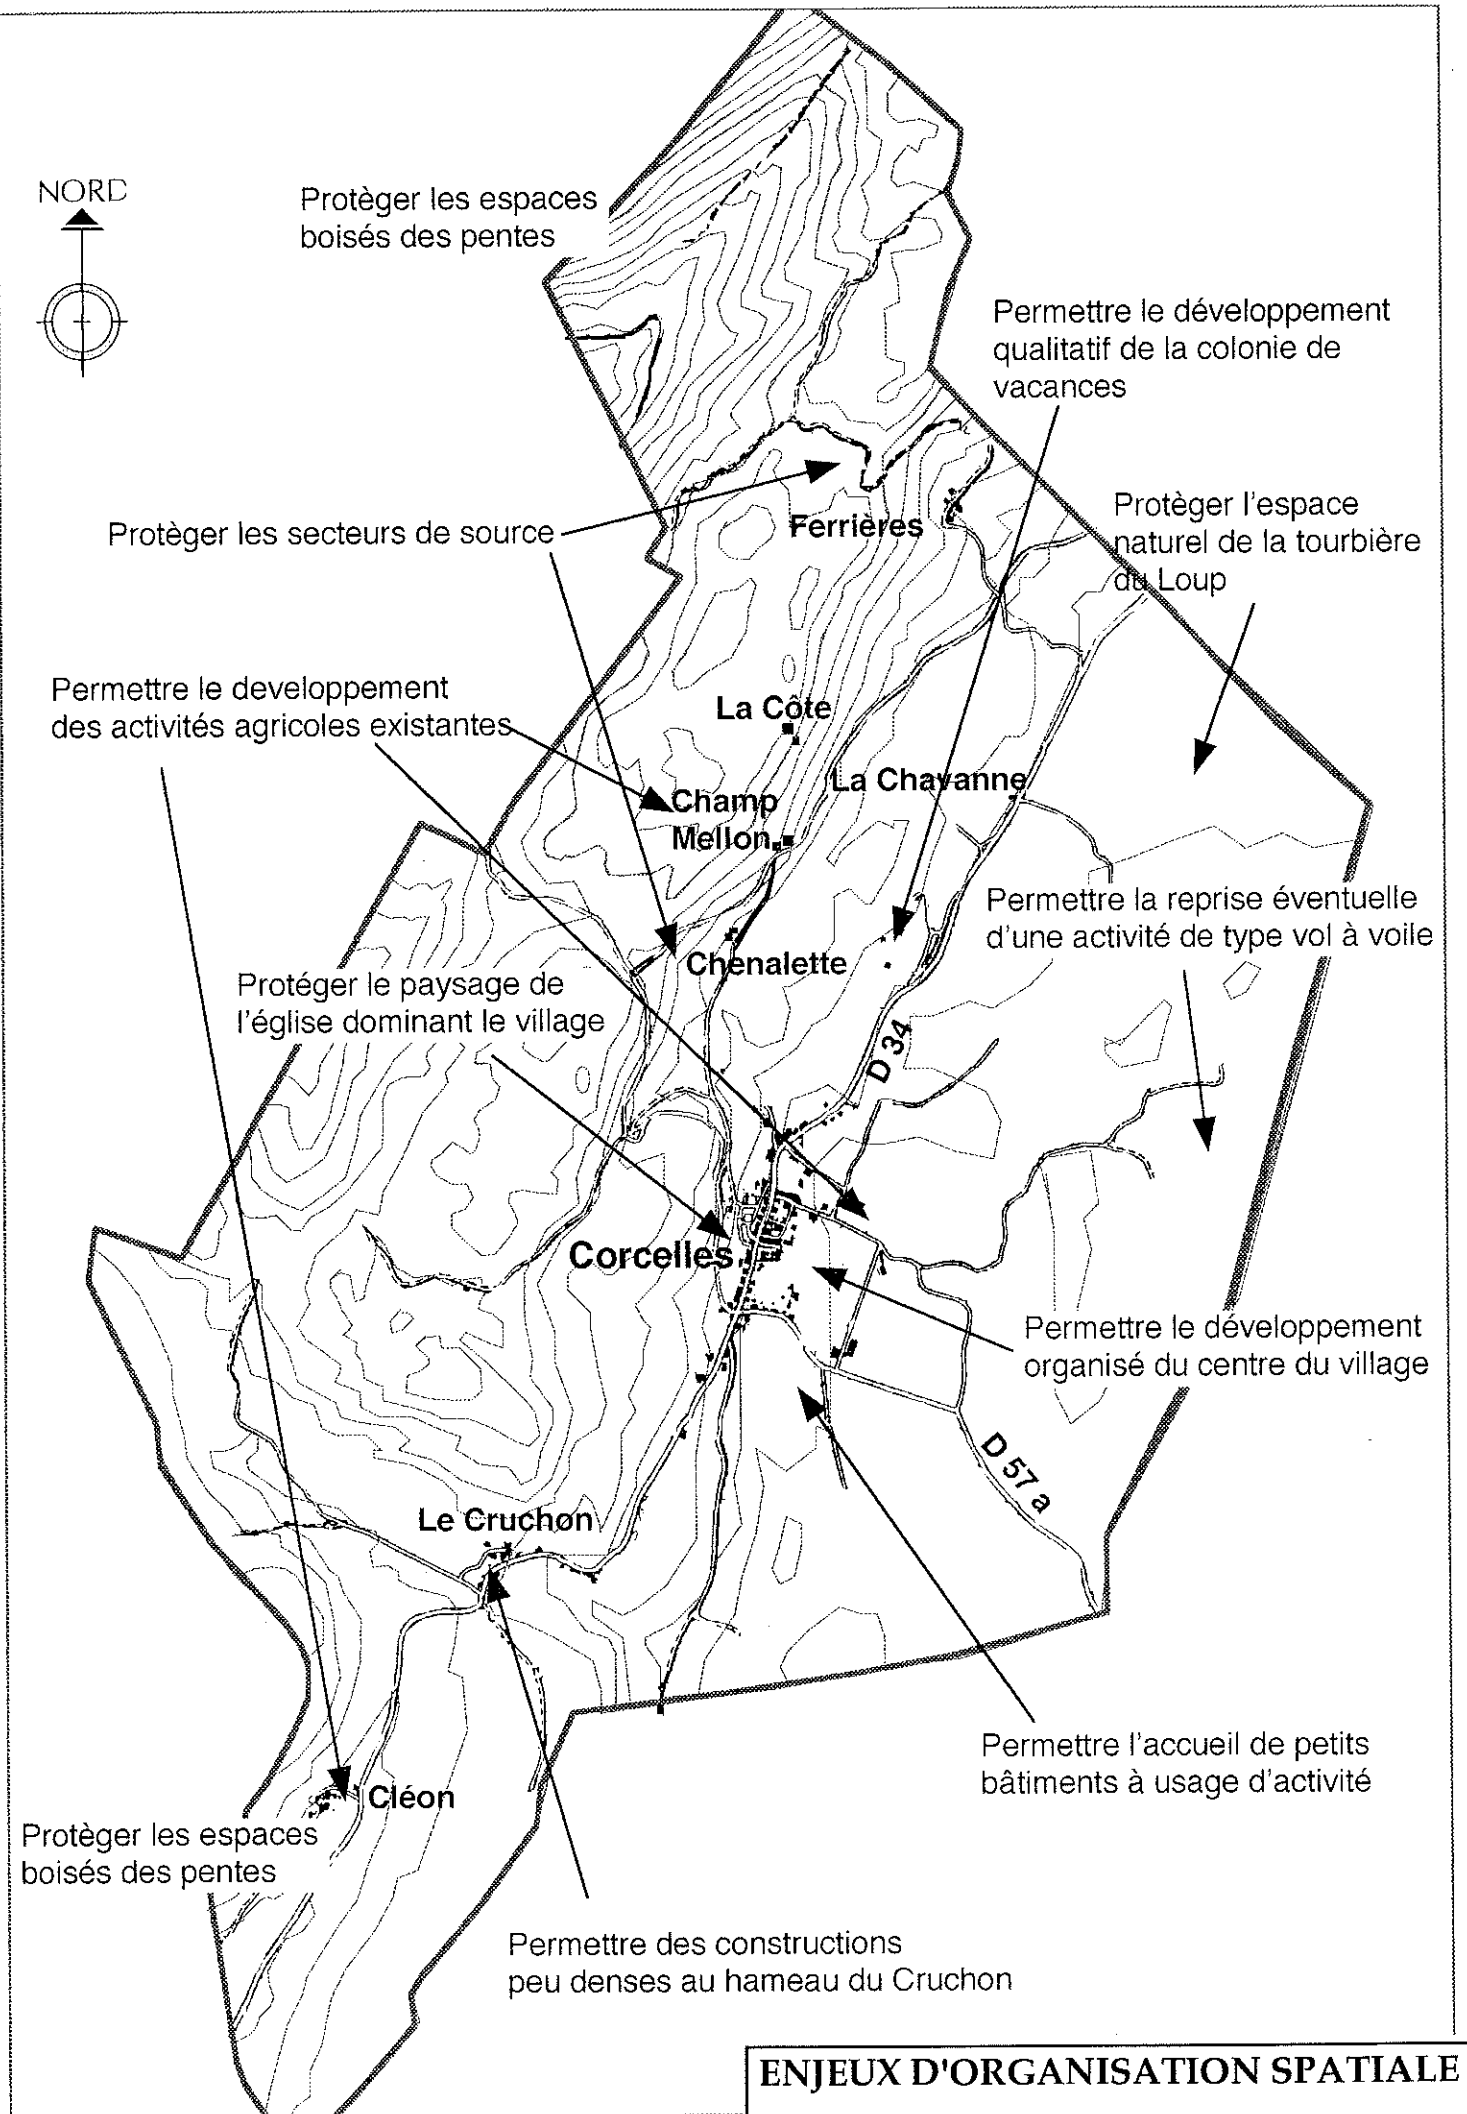 NORD
Protèger les espaces
boisés des pentes
Permettre le développement
qualitatif de la colonie de
vacances
Protèger les secteurs de source
Ferrières
Protèger l'espace
naturel de la tourbière
du Loup
Permettre le developpement
des activités agricoles existantes
La Côte
La Chavanne
Champ
Mellon
Permettre la reprise éventuelle
d'une activité de type vol à voile
Chenalette
Protéger le paysage de
l'église dominant le village
D 34
Corcelles
Permettre le développement
organisé du centre du village
D 57 a
Le Cruchon
Permettre l'accueil de petits
bâtiments à usage d'activité
Cléon
Protèger les espaces
boisés des pentes
Permettre des constructions
peu denses au hameau du Cruchon
ENJEUX D'ORGANISATION SPATIALE